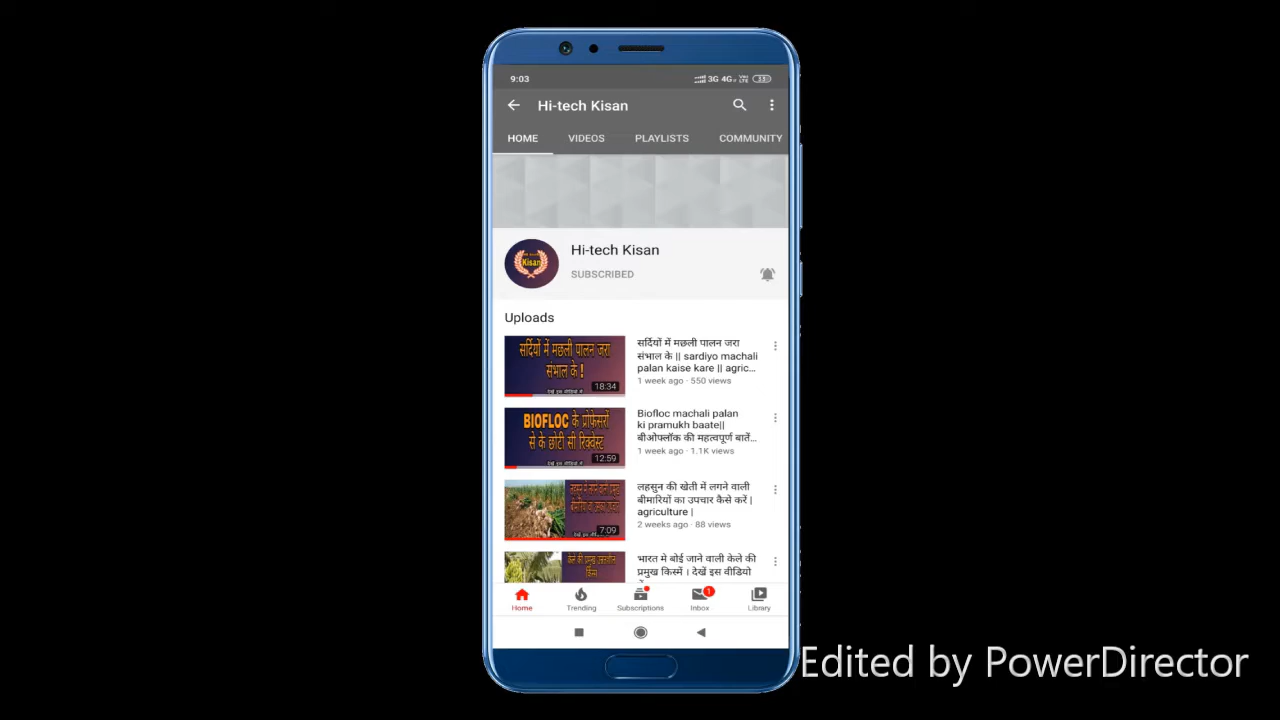 9:03
3G 4G
Hi-tech Kisan
HOME VIDEOS PLAYLISTS COMMUNITY
Kisan
Hi-tech Kisan
SUBSCRIBED
Uploads
सर्दियों में मछली पालन जरा
संभाल के !
देखें इस वीडियो में
18:34
सर्दियों में मछली पालन जरा
संभाल के || sardiyo machali
palan kaise kare || agric...
1 week ago · 550 views
BIOFLOC के प्रोफ़ेसरों
से के छोटी सी रिक्वेस्ट
देखें इस वीडियो में
12:59
Biofloc machali palan
ki pramukh baate||
बीओफ्लॉक की महत्वपूर्ण बातें...
1 week ago · 1.1K views
7:09
लहसुन की खेती में लगने वाली
बीमारियों का उपचार कैसे करें |
agriculture |
2 weeks ago · 88 views
भारत मे बोई जाने वाली केले की
प्रमुख किस्में । देखें इस वीडियो
Home Trending Subscriptions Inbox Library
1
Edited by PowerDirector